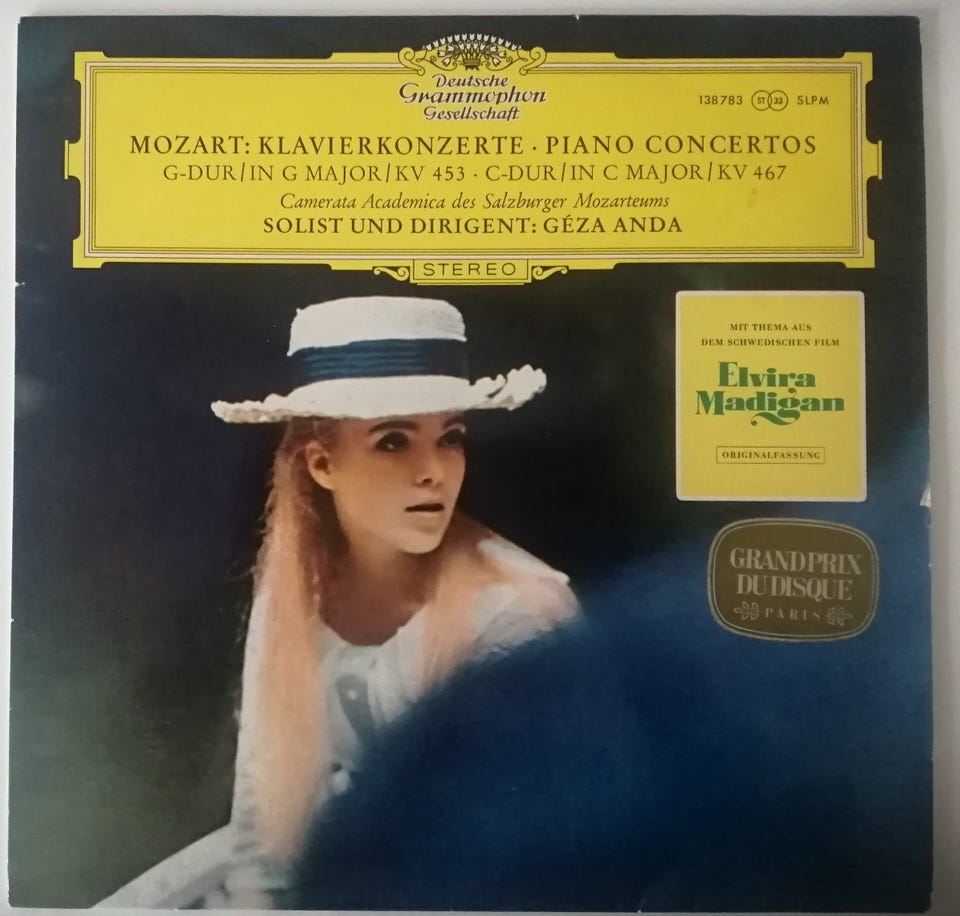 Deutsche
Grammophon
Gesellschaft
138 783 ST 33 SLPM
MOZART: KLAVIERKONZERTE · PIANO CONCERTOS
G-DUR/IN G MAJOR/KV 453 · C-DUR/IN C MAJOR/KV 467
Camerata Academica des Salzburger Mozarteums
SOLIST UND DIRIGENT: GÉZA ANDA
STEREO
MIT THEMA AUS
DEM SCHWEDISCHEN FILM
Elvira
Madigan
ORIGINALFASSUNG
GRAND PRIX
DU DISQUE
PARIS